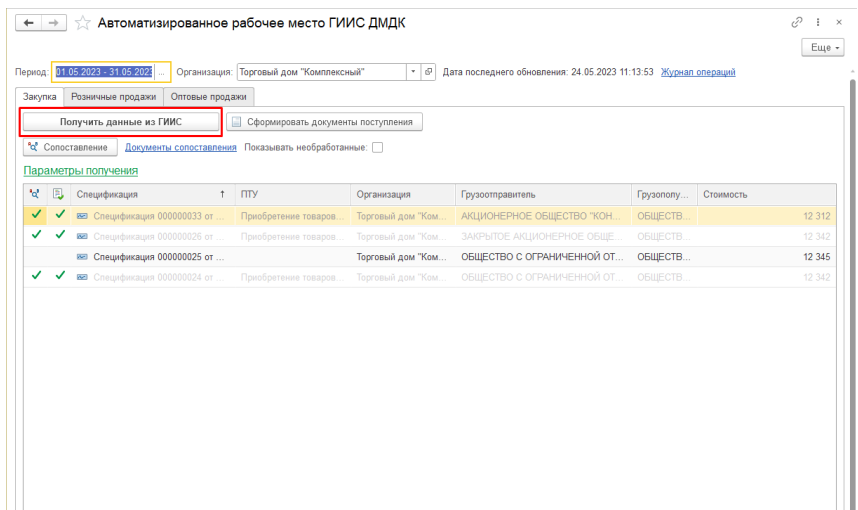 Автоматизированное рабочее место ГИИС ДМДК
Еще
Период: 01.05.2023 - 31.05.2023 ... Организация: Торговый дом "Комплексный" Дата последнего обновления: 24.05.2023 11:13:53 Журнал операций
Закупка Розничные продажи Оптовые продажи
Получить данные из ГИИС Сформировать документы поступления
Сопоставление Документы сопоставления Показывать необработанные:
Параметры получения
Спецификация ↑ ПТУ Организация Грузоотправитель Грузополу... Стоимость
Спецификация 000000033 от ... Приобретение товаров... Торговый дом "Ком... АКЦИОНЕРНОЕ ОБЩЕСТВО "КОН... ОБЩЕСТВ... 12 312
Спецификация 000000026 от ... Приобретение товаров... Торговый дом "Ком... ЗАКРЫТОЕ АКЦИОНЕРНОЕ ОБЩЕ... ОБЩЕСТВ... 12 342
Спецификация 000000025 от ... Торговый дом "Ком... ОБЩЕСТВО С ОГРАНИЧЕННОЙ ОТ... ОБЩЕСТВ... 12 345
Спецификация 000000024 от ... Приобретение товаров... Торговый дом "Ком... ОБЩЕСТВО С ОГРАНИЧЕННОЙ ОТ... ОБЩЕСТВ... 12 342